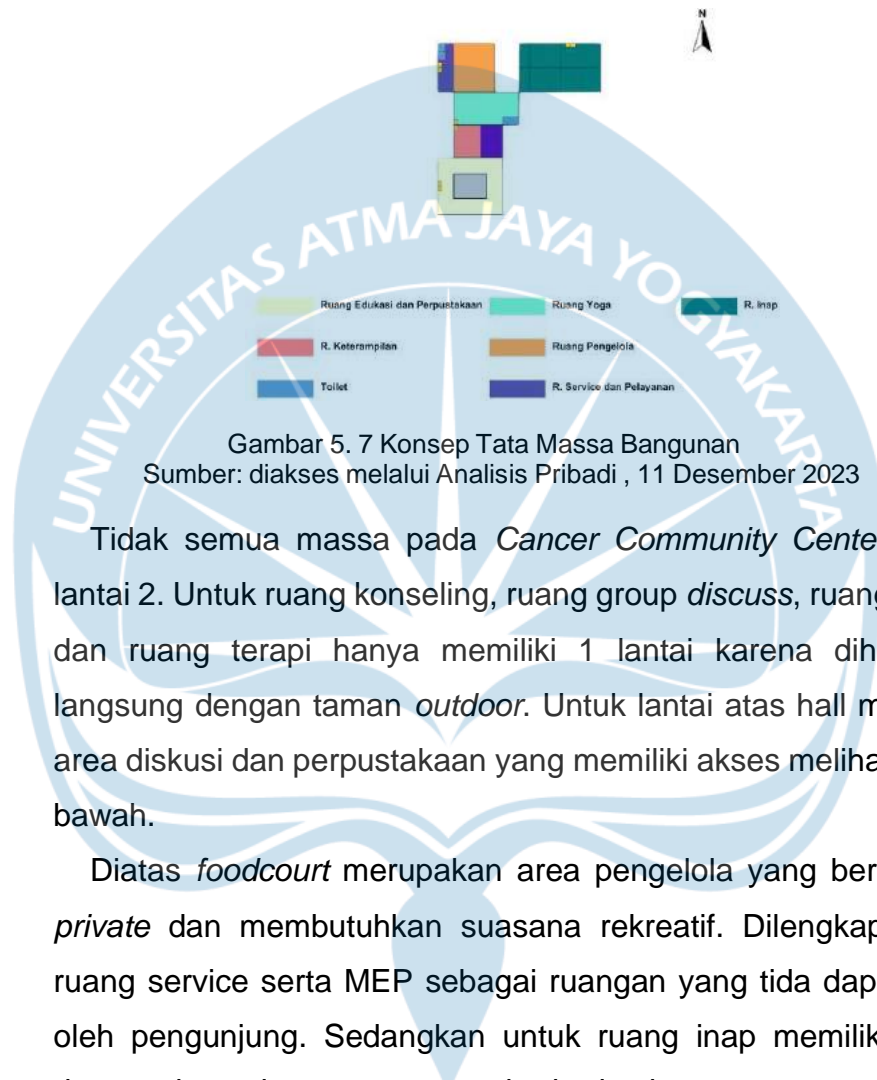 N
UNIVERSITAS ATMA JAYA YOGYAKARTA
Ruang Edukasi dan Perpustakaan
Ruang Yoga
R. Inap
R. Keterampilan
Ruang Pengelola
Toilet
R. Service dan Pelayanan
Gambar 5. 7 Konsep Tata Massa Bangunan
Sumber: diakses melalui Analisis Pribadi , 11 Desember 2023
Tidak semua massa pada Cancer Community Cente
lantai 2. Untuk ruang konseling, ruang group discuss, ruang
dan ruang terapi hanya memiliki 1 lantai karena dih
langsung dengan taman outdoor. Untuk lantai atas hall m
area diskusi dan perpustakaan yang memiliki akses meliha
bawah.
Diatas foodcourt merupakan area pengelola yang ber
private dan membutuhkan suasana rekreatif. Dilengkap
ruang service serta MEP sebagai ruangan yang tida dap
oleh pengunjung. Sedangkan untuk ruang inap memilik